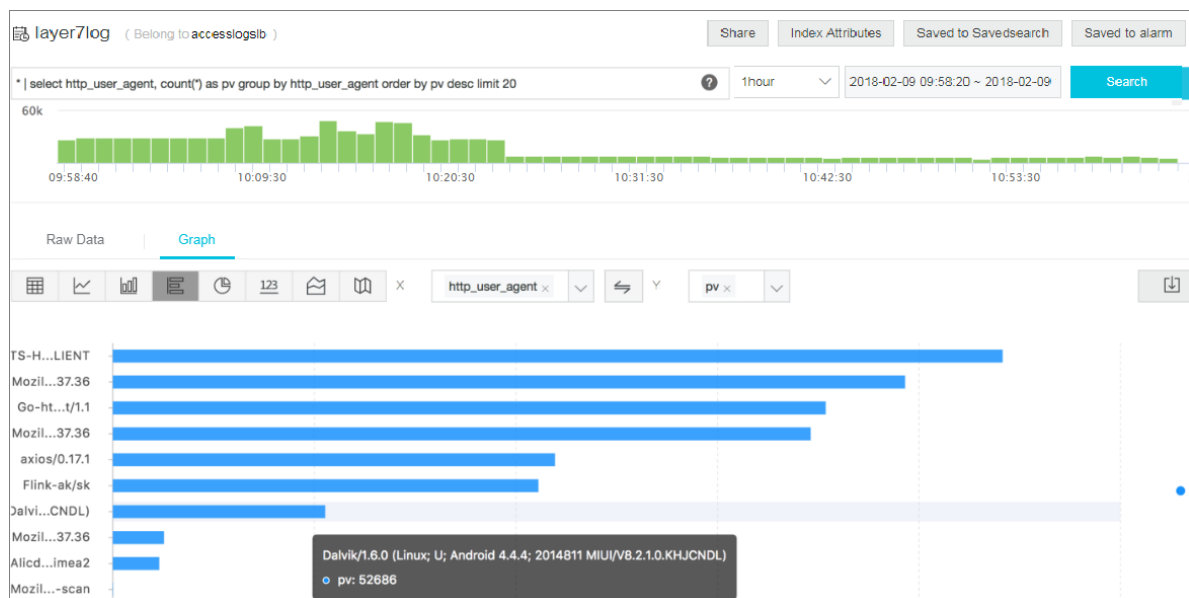 layer7log ( Belong to accesslogslb )
Share Index Attributes Saved to Savedsearch Saved to alarm
* | select http_user_agent, count(*) as pv group by http_user_agent order by pv desc limit 20 ? 1hour 2018-02-09 09:58:20 ~ 2018-02-09 Search
60k
09:58:40 10:09:30 10:20:30 10:31:30 10:42:30 10:53:30
Raw Data Graph
123 X http_user_agent × Y pv ×
TS-H...LIENT
Mozil...37.36
Go-ht...t/1.1
Mozil...37.36
axios/0.17.1
Flink-ak/sk
Dalvi...CNDL)
Mozil...37.36
Alicd...imea2
Mozil...-scan
Dalvik/1.6.0 (Linux; U; Android 4.4.4; 2014811 MIUI/V8.2.1.0.KHJCNDL)
pv: 52686